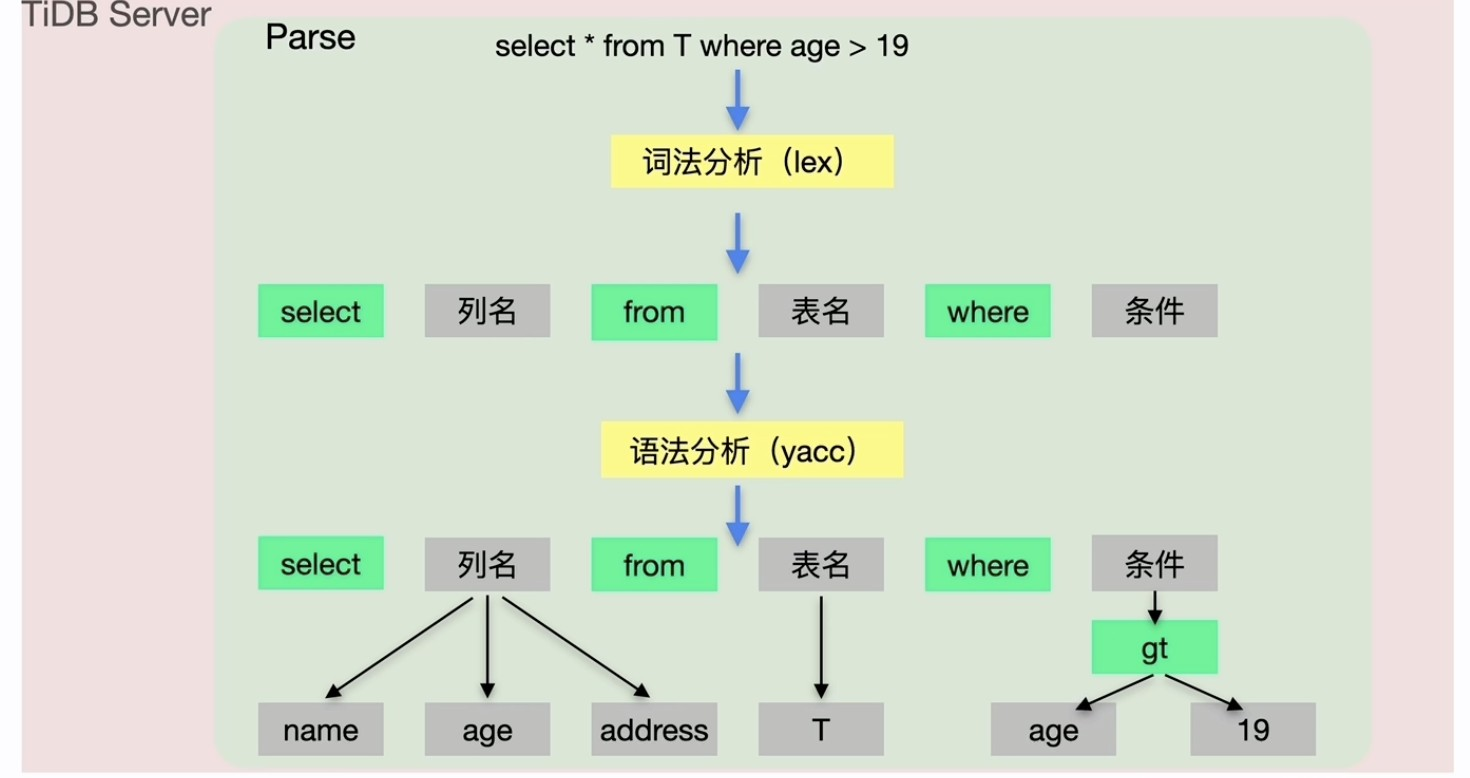 TiDB Server
Parse
select * from T where age > 19
词法分析（lex）
select 列名 from 表名 where 条件
语法分析（yacc）
select 列名 from 表名 where 条件
gt
name age address T age 19